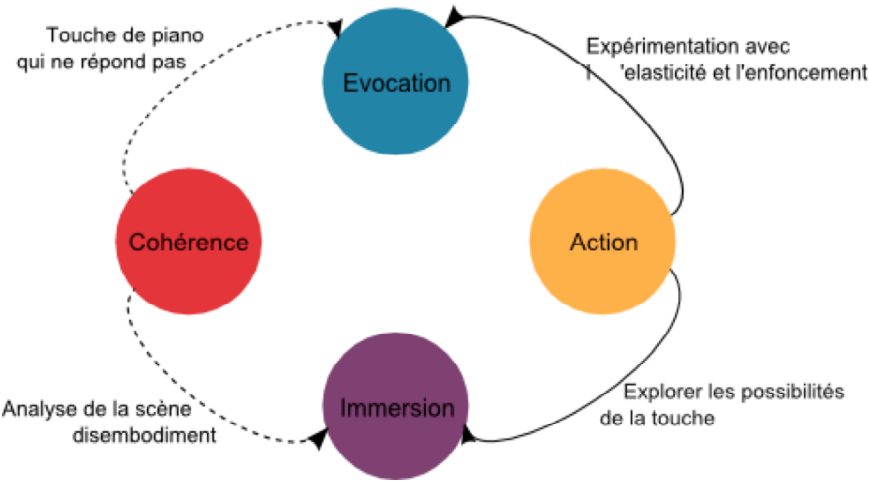 Touche de piano
qui ne répond pas
Evocation
Expérimentation avec
l 'elasticité et l'enfoncement
Cohérence
Action
Immersion
Analyse de la scène
disembodiment
Explorer les possibilités
de la touche